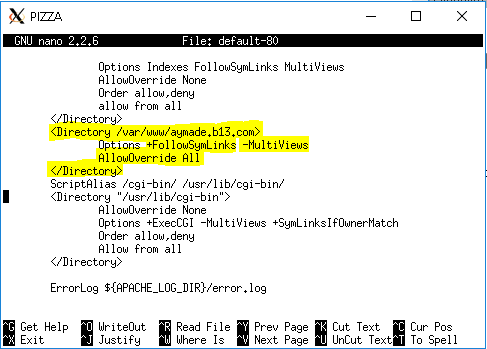 PIZZA
GNU nano 2.2.6 File: default-80
Options Indexes FollowSymLinks MultiViews
AllowOverride None
Order allow,deny
allow from all
</Directory>
<Directory /var/www/aymade.b13.com>
Options +FollowSymLinks -MultiViews
AllowOverride All
</Directory>
ScriptAlias /cgi-bin/ /usr/lib/cgi-bin/
<Directory "/usr/lib/cgi-bin">
AllowOverride None
Options +ExecCGI -MultiViews +SymLinksIfOwnerMatch
Order allow,deny
Allow from all
</Directory>
ErrorLog ${APACHE_LOG_DIR}/error.log
^G Get Help ^O WriteOut ^R Read File ^Y Prev Page ^K Cut Text ^C Cur Pos
^X Exit ^J Justify ^W Where Is ^V Next Page ^U UnCut Text ^T To Spell